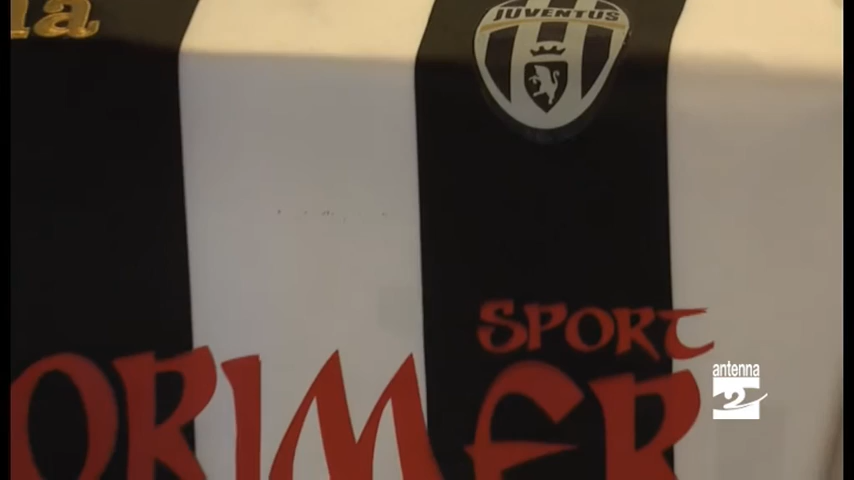 JUVENTUS
SPORT
ORIMER
antenna
2